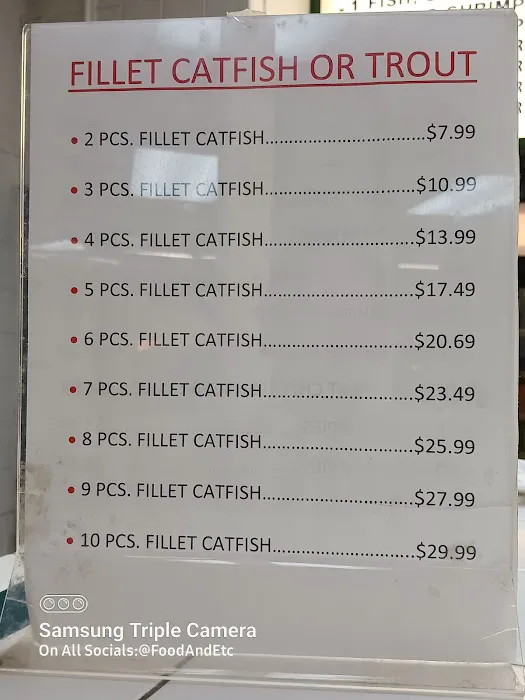 1 FISH,
SHRIMP
FILLET CATFISH OR TROUT
• 2 PCS. FILLET CATFISH................................$7.99
• 3 PCS. FILLET CATFISH..............................$10.99
• 4 PCS. FILLET CATFISH..............................$13.99
• 5 PCS. FILLET CATFISH..............................$17.49
• 6 PCS. FILLET CATFISH..............................$20.69
• 7 PCS. FILLET CATFISH..............................$23.49
• 8 PCS. FILLET CATFISH..............................$25.99
• 9 PCS. FILLET CATFISH..............................$27.99
• 10 PCS. FILLET CATFISH............................$29.99
Samsung Triple Camera
On All Socials:@FoodAndEtc